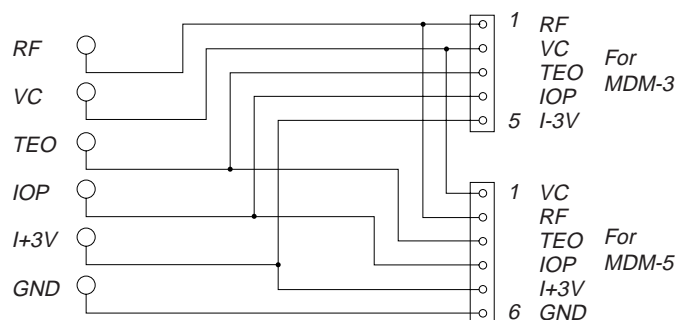 RF
VC
TEO
IOP
I+3V
GND
1 RF
VC
TEO
IOP
5 I-3V
For
MDM-3
1 VC
RF
TEO
IOP
I+3V
6 GND
For
MDM-5